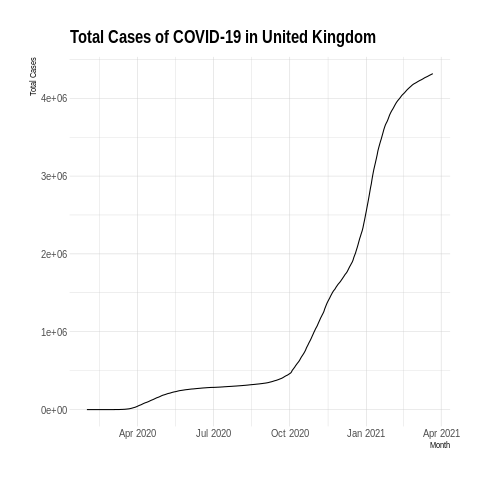 Total Cases of COVID-19 in United Kingdom
Total Cases
4e+06
3e+06
2e+06
1e+06
0e+00
Apr 2020 Jul 2020 Oct 2020 Jan 2021 Apr 2021
Month